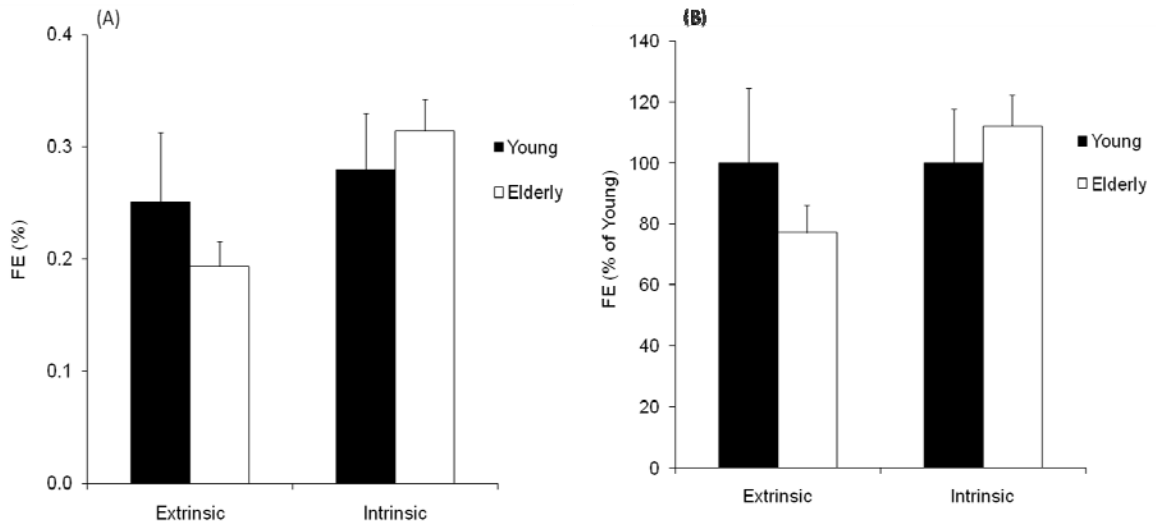 (A)
FE (%)
0.4
0.3
0.2
0.1
0.0
Extrinsic
Intrinsic
Young
Elderly
(B)
FE (% of Young)
140
120
100
80
60
40
20
0
Extrinsic
Intrinsic
Young
Elderly